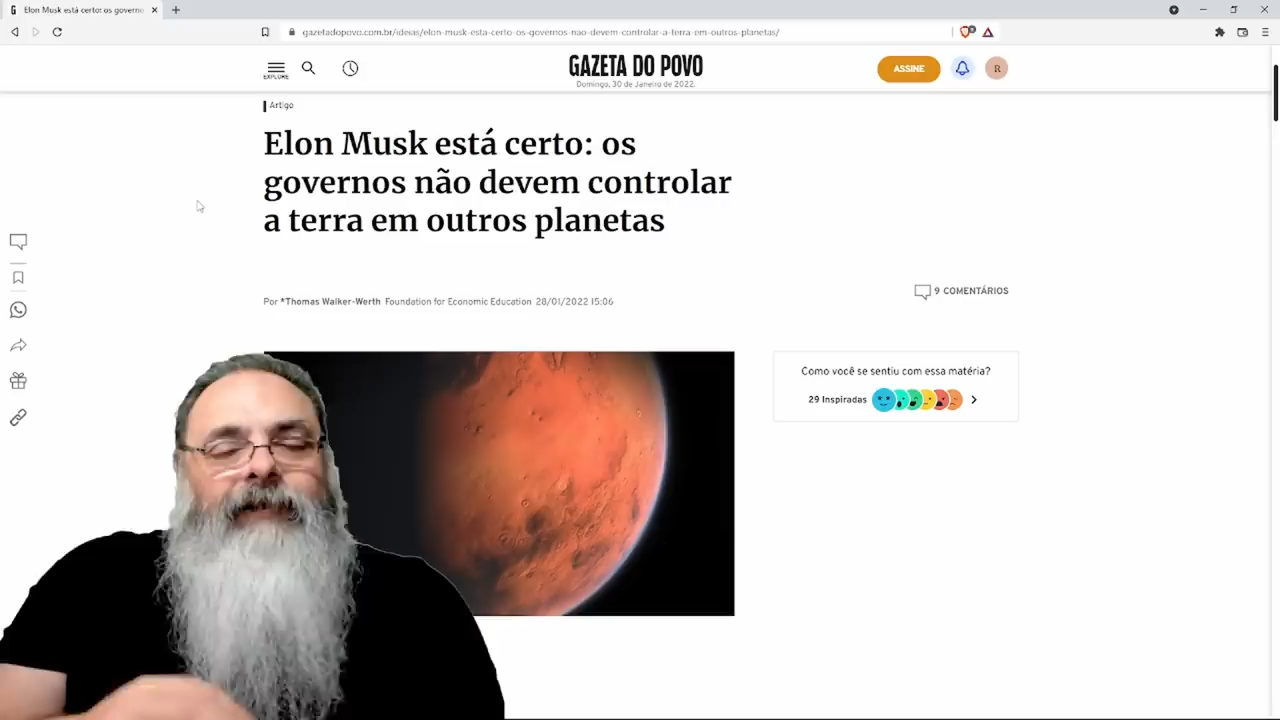 Elon Musk está certo: os governo
gazetadopovo.com.br/ideias/elon-musk-esta-certo-os-governos-nao-devem-controlar-a-terra-em-outros-planetas/
EXPLORE
GAZETA DO POVO
Domingo, 30 de Janeiro de 2022.
ASSINE
R
Artigo
Elon Musk está certo: os
governos não devem controlar
a terra em outros planetas
Por *Thomas Walker-Werth Foundation for Economic Education 28/01/2022 15:06
9 COMENTÁRIOS
Como você se sentiu com essa matéria?
29 Inspiradas